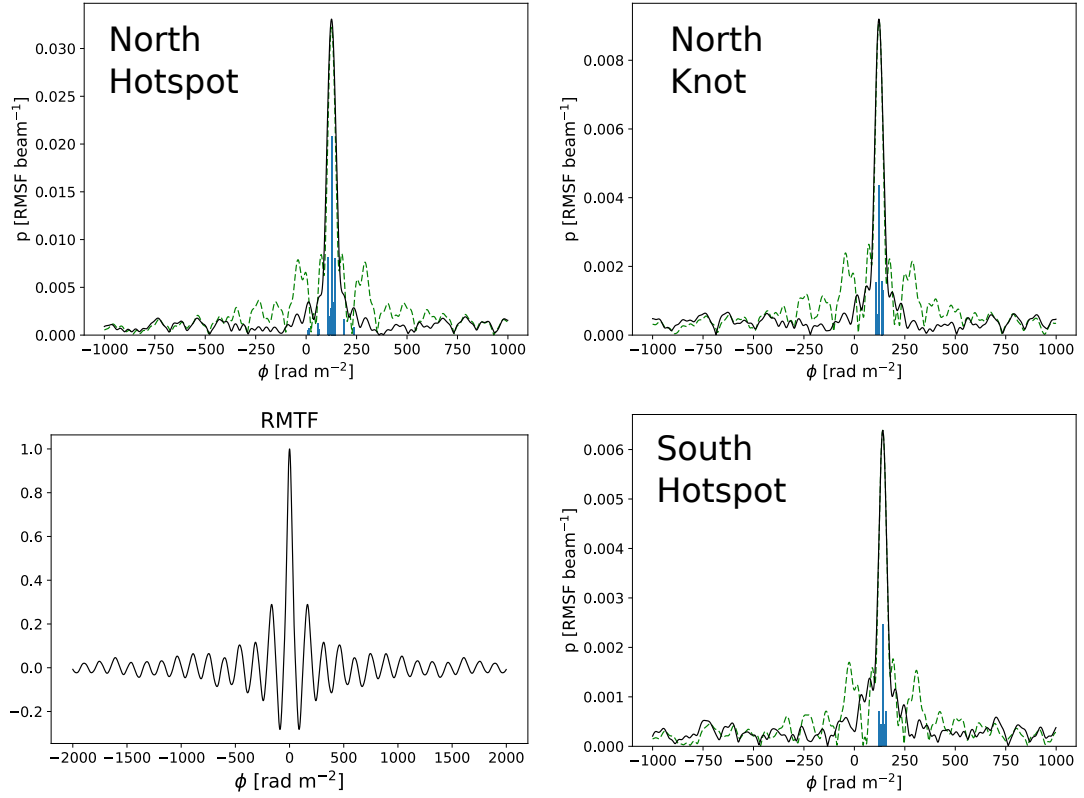 North
Hotspot
p [RMSF beam−1]
0.030
0.025
0.020
0.015
0.010
0.005
0.000
−1000 −750 −500 −250 0 250 500 750 1000
ϕ [rad m−2]
North
Knot
p [RMSF beam−1]
0.008
0.006
0.004
0.002
0.000
−1000 −750 −500 −250 0 250 500 750 1000
ϕ [rad m−2]
RMTF
1.0
0.8
0.6
0.4
0.2
0.0
−0.2
−2000 −1500 −1000 −500 0 500 1000 1500 2000
ϕ [rad m−2]
South
Hotspot
p [RMSF beam−1]
0.006
0.005
0.004
0.003
0.002
0.001
0.000
−1000 −750 −500 −250 0 250 500 750 1000
ϕ [rad m−2]